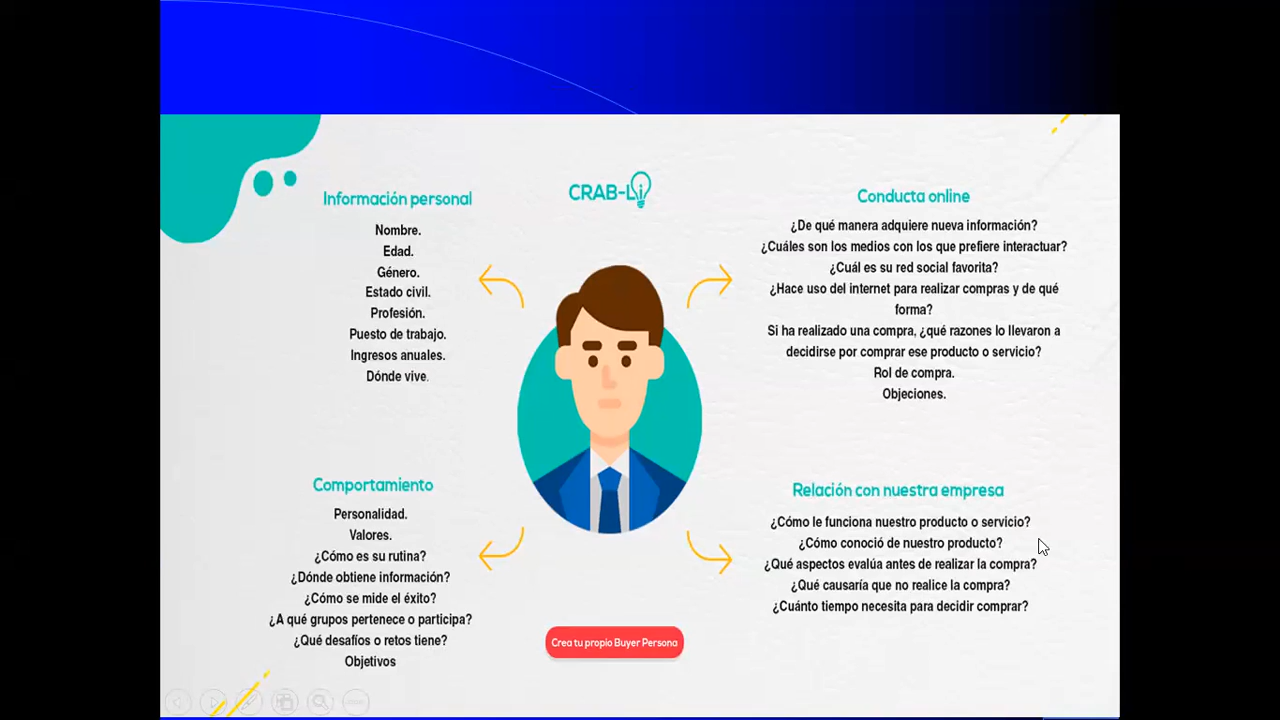 CRAB-Li
Información personal
Nombre.
Edad.
Género.
Estado civil.
Profesión.
Puesto de trabajo.
Ingresos anuales.
Dónde vive.
Conducta online
¿De qué manera adquiere nueva información?
¿Cuáles son los medios con los que prefiere interactuar?
¿Cuál es su red social favorita?
¿Hace uso del internet para realizar compras y de qué
forma?
Si ha realizado una compra, ¿qué razones lo llevaron a
decidirse por comprar ese producto o servicio?
Rol de compra.
Objeciones.
Comportamiento
Personalidad.
Valores.
¿Cómo es su rutina?
¿Dónde obtiene información?
¿Cómo se mide el éxito?
¿A qué grupos pertenece o participa?
¿Qué desafíos o retos tiene?
Objetivos
Relación con nuestra empresa
¿Cómo le funciona nuestro producto o servicio?
¿Cómo conoció de nuestro producto?
¿Qué aspectos evalúa antes de realizar la compra?
¿Qué causaría que no realice la compra?
¿Cuánto tiempo necesita para decidir comprar?
Crea tu propio Buyer Persona